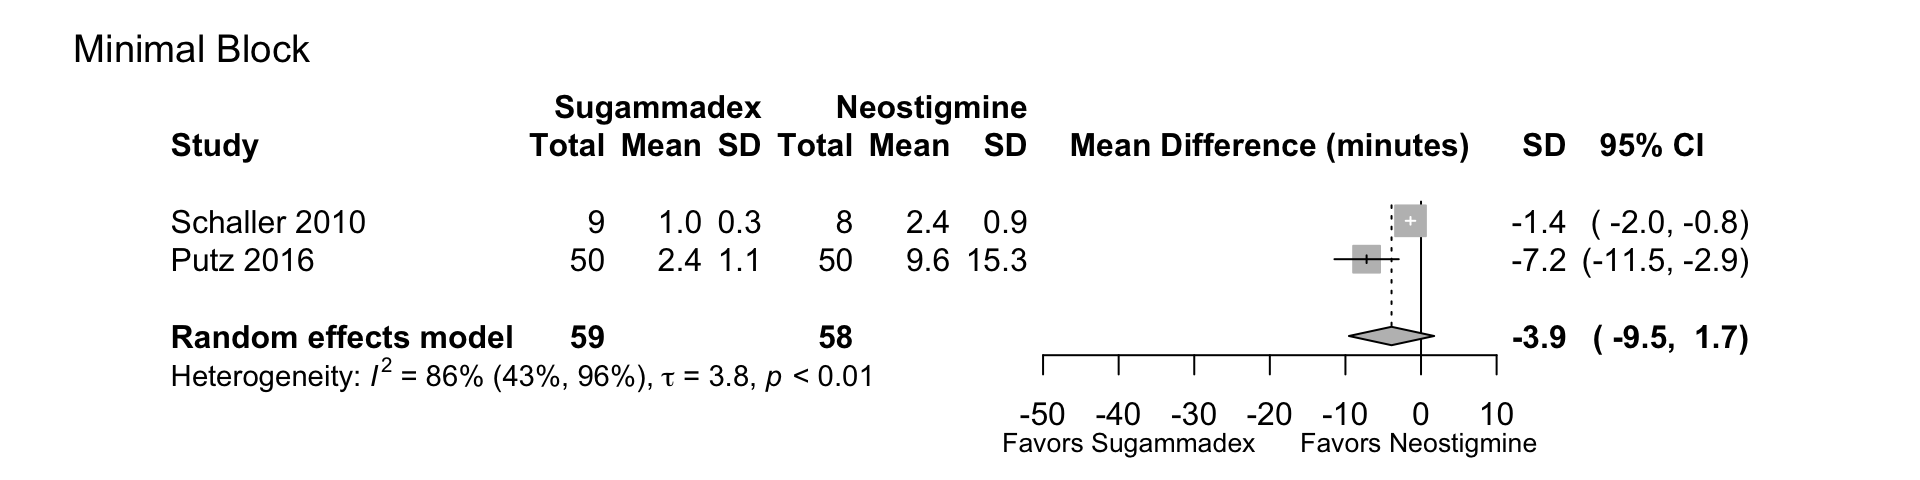 Minimal Block
Sugammadex Neostigmine
Study Total Mean SD Total Mean SD Mean Difference (minutes) SD 95% CI
Schaller 2010 9 1.0 0.3 8 2.4 0.9 -1.4 ( -2.0, -0.8)
Putz 2016 50 2.4 1.1 50 9.6 15.3 -7.2 (-11.5, -2.9)
Random effects model 59 58 -3.9 ( -9.5, 1.7)
Heterogeneity: I² = 86% (43%, 96%), τ = 3.8, p < 0.01
-50 -40 -30 -20 -10 0 10
Favors Sugammadex Favors Neostigmine